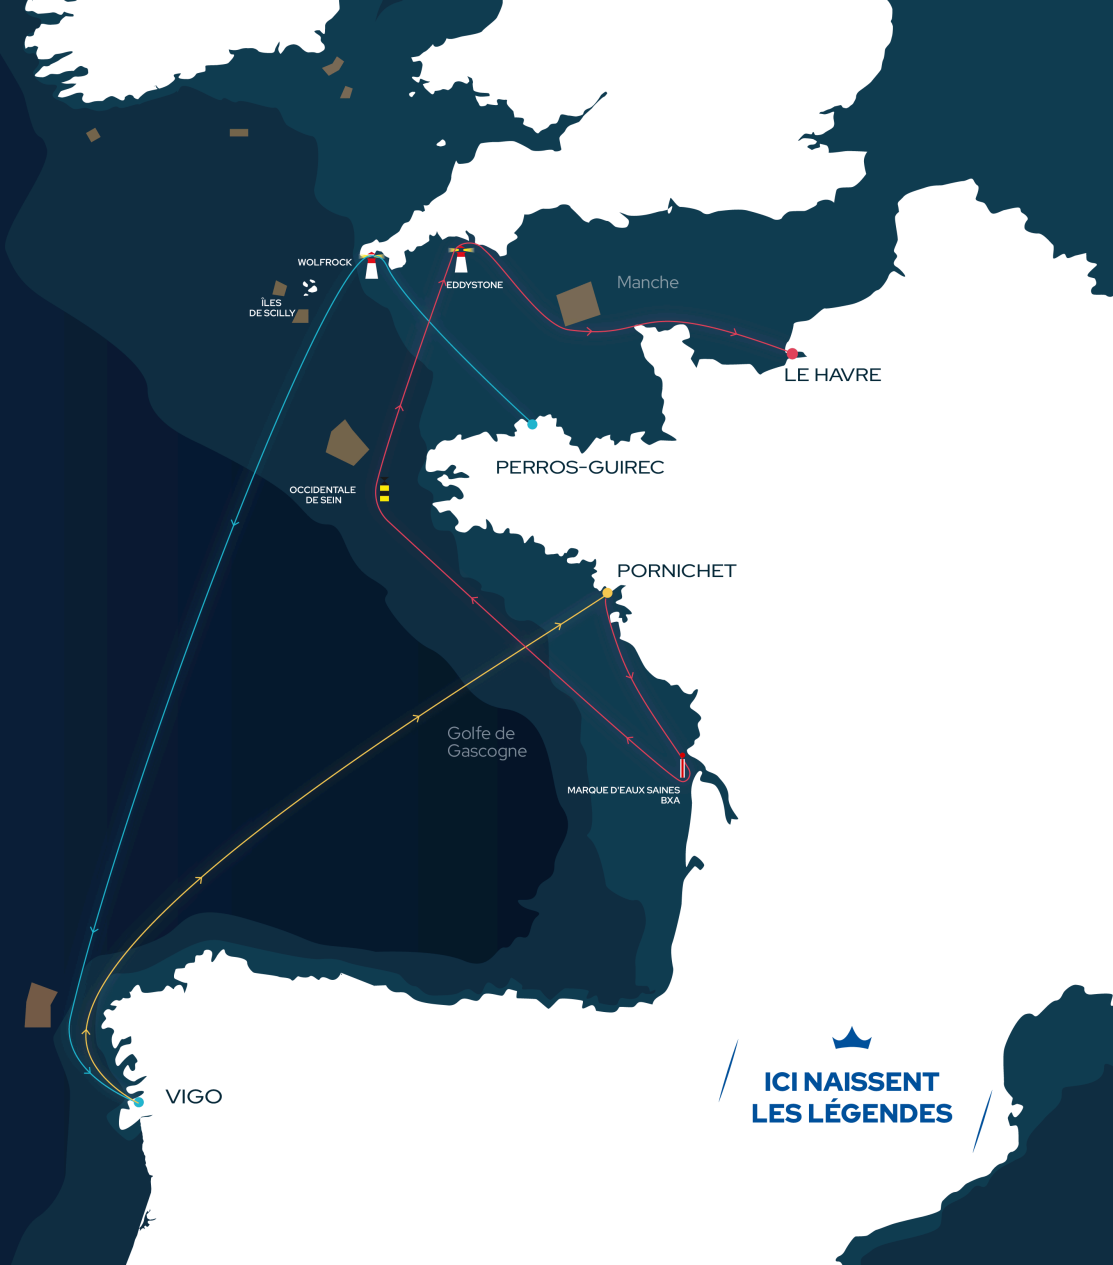 WOLFROCK
ÎLES
DE SCILLY
EDDYSTONE
Manche
LE HAVRE
PERROS-GUIREC
OCCIDENTALE
DE SEIN
PORNICHET
Golfe de
Gascogne
MARQUE D'EAUX SAINES
BXA
VIGO
ICI NAISSENT
LES LÉGENDES